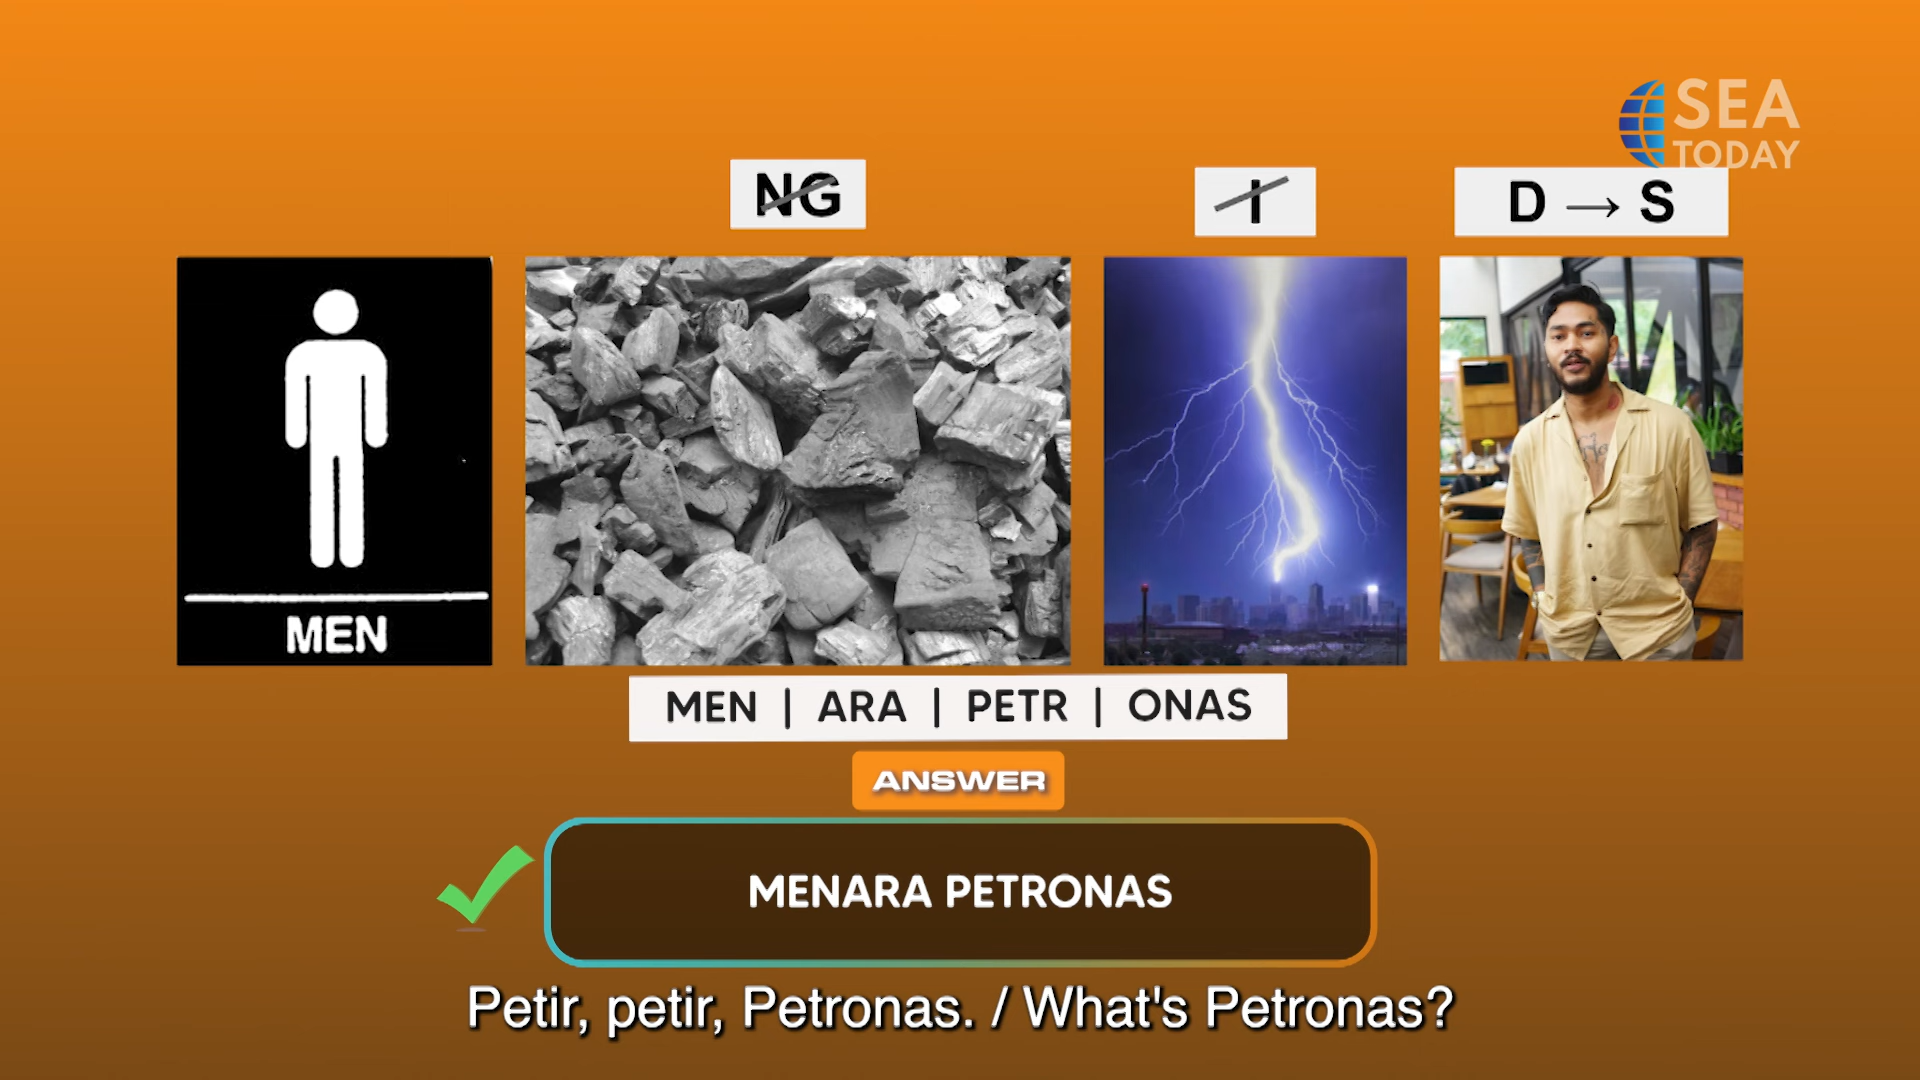 SEA
TODAY
NG
I
D → S
MEN
MEN | ARA | PETR | ONAS
ANSWER
MENARA PETRONAS
Petir, petir, Petronas. / What's Petronas?